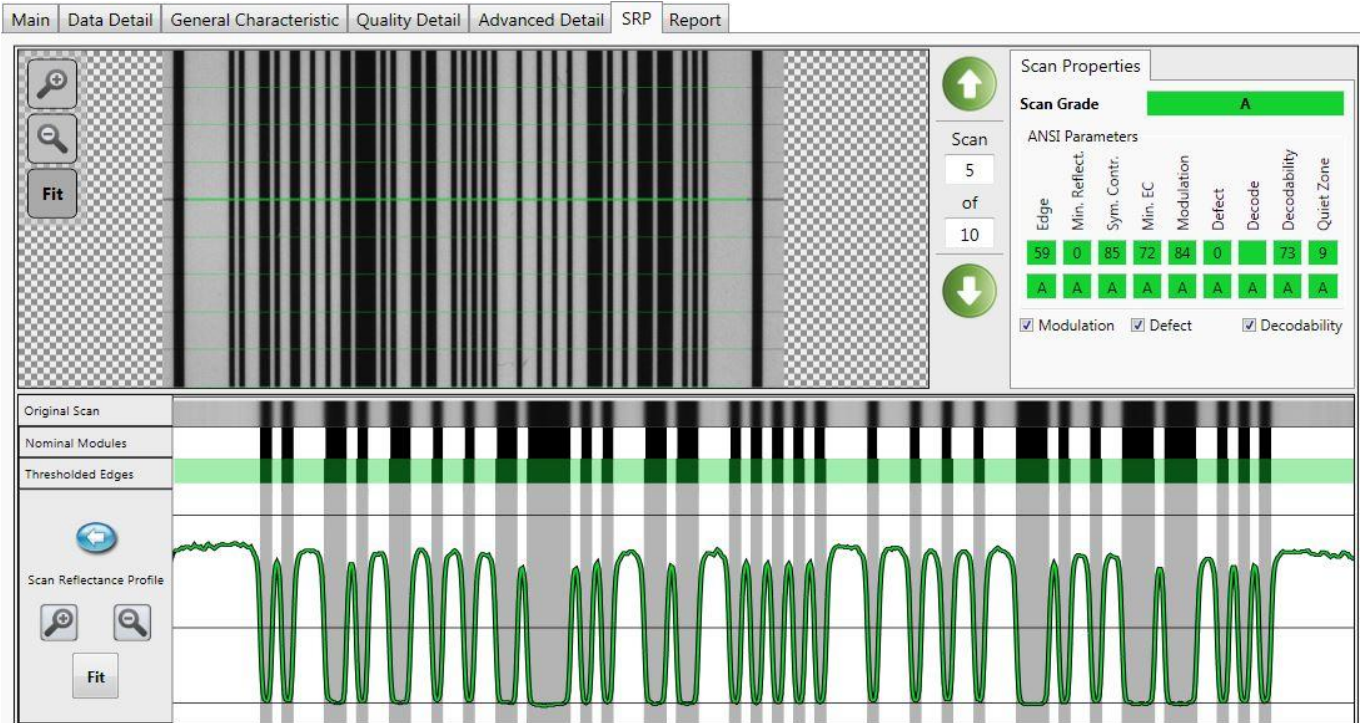 Main Data Detail General Characteristic Quality Detail Advanced Detail SRP Report
Fit
Scan
5
of
10
Scan Properties
Scan Grade A
ANSI Parameters
Edge Min. Reflect. Sym. Contr. Min. EC Modulation Defect Decode Decodability Quiet Zone
59 0 85 72 84 0 73 9
A A A A A A A A A
Modulation Defect Decodability
Original Scan
Nominal Modules
Thresholded Edges
Scan Reflectance Profile
Fit